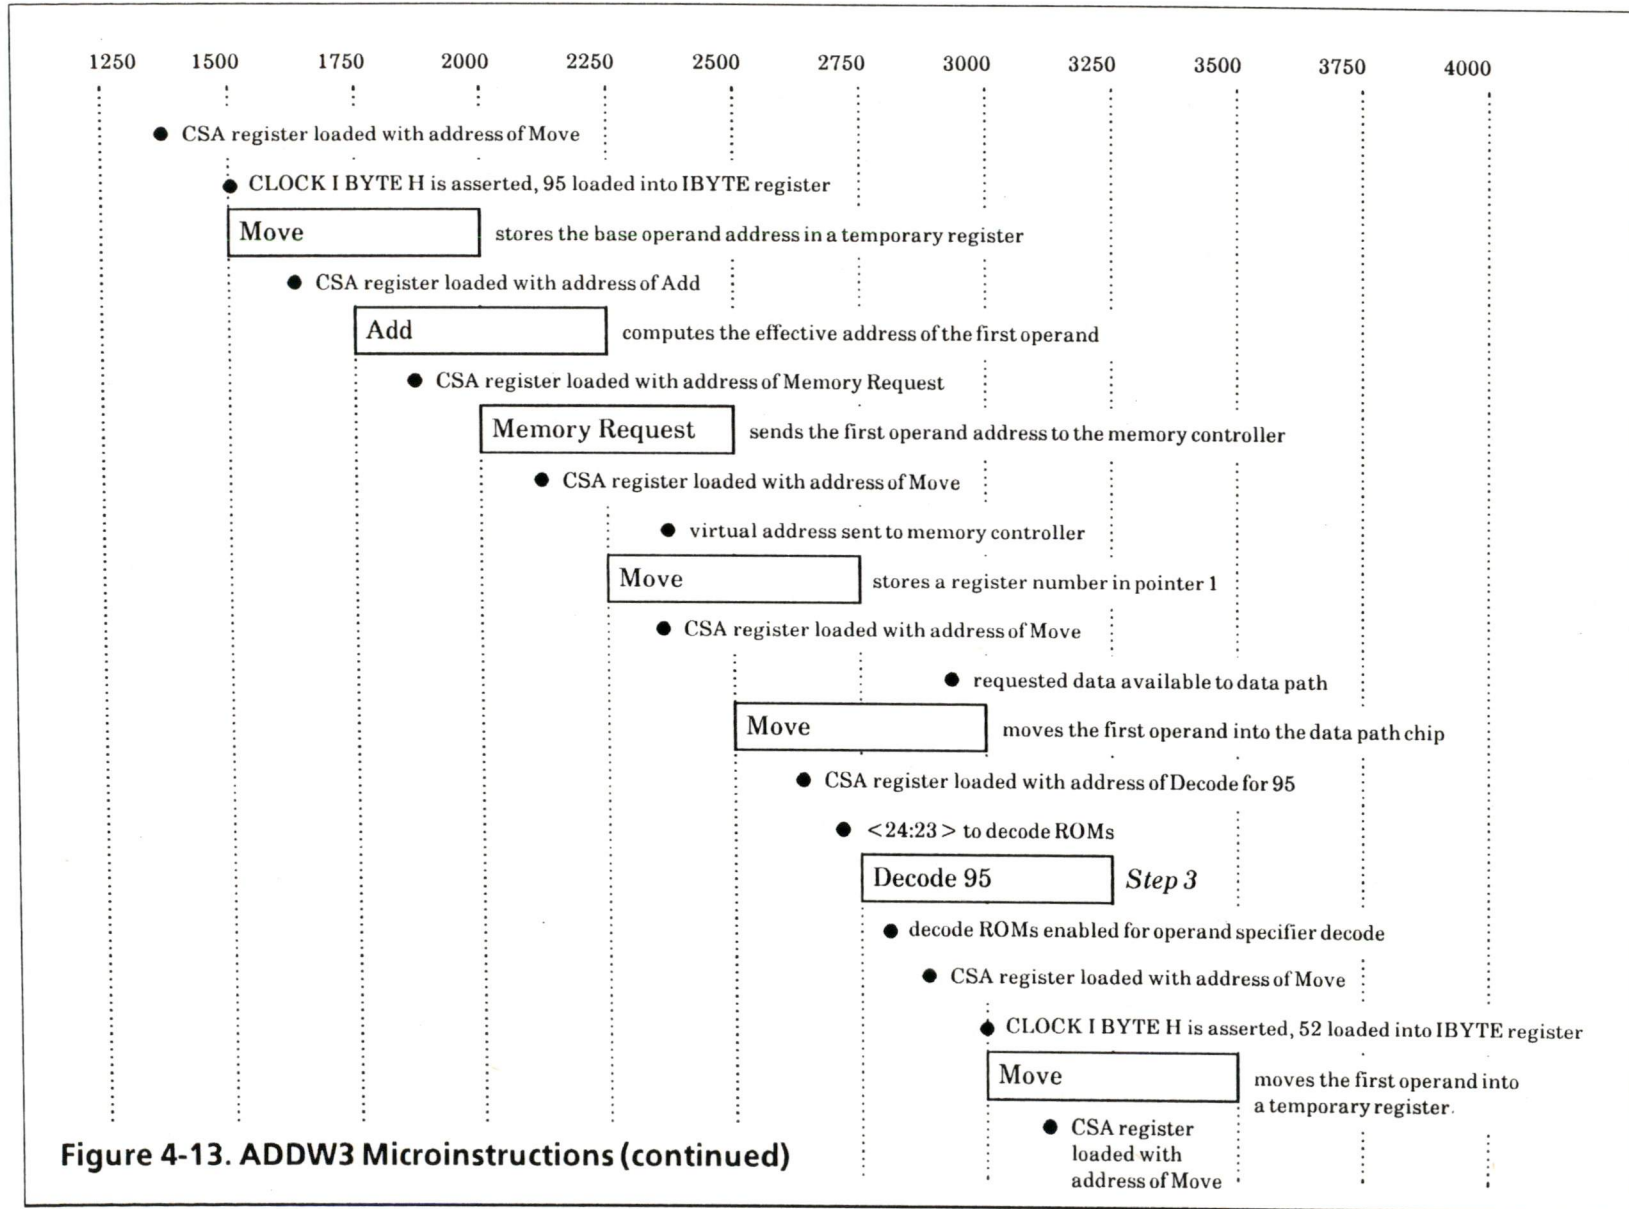 1250 1500 1750 2000 2250 2500 2750 3000 3250 3500 3750 4000
● CSA register loaded with address of Move
● CLOCK I BYTE H is asserted, 95 loaded into IBYTE register
Move stores the base operand address in a temporary register
● CSA register loaded with address of Add
Add computes the effective address of the first operand
● CSA register loaded with address of Memory Request
Memory Request sends the first operand address to the memory controller
● CSA register loaded with address of Move
● virtual address sent to memory controller
Move stores a register number in pointer 1
● CSA register loaded with address of Move
● requested data available to data path
Move moves the first operand into the data path chip
● CSA register loaded with address of Decode for 95
● <24:23> to decode ROMs
Decode 95 Step 3
● decode ROMs enabled for operand specifier decode
● CSA register loaded with address of Move
● CLOCK I BYTE H is asserted, 52 loaded into IBYTE register
Move moves the first operand into
a temporary register.
● CSA register
loaded with
address of Move
Figure 4-13. ADDW3 Microinstructions (continued)